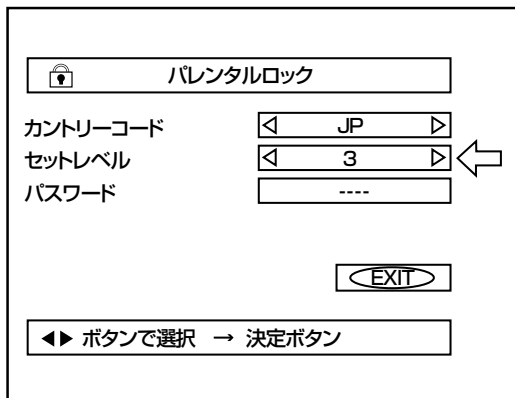 パレンタルロック
カントリーコード ◁ JP ▷
セットレベル ◁ 3 ▷
パスワード ----
EXIT
◀▶ ボタンで選択 → 決定ボタン